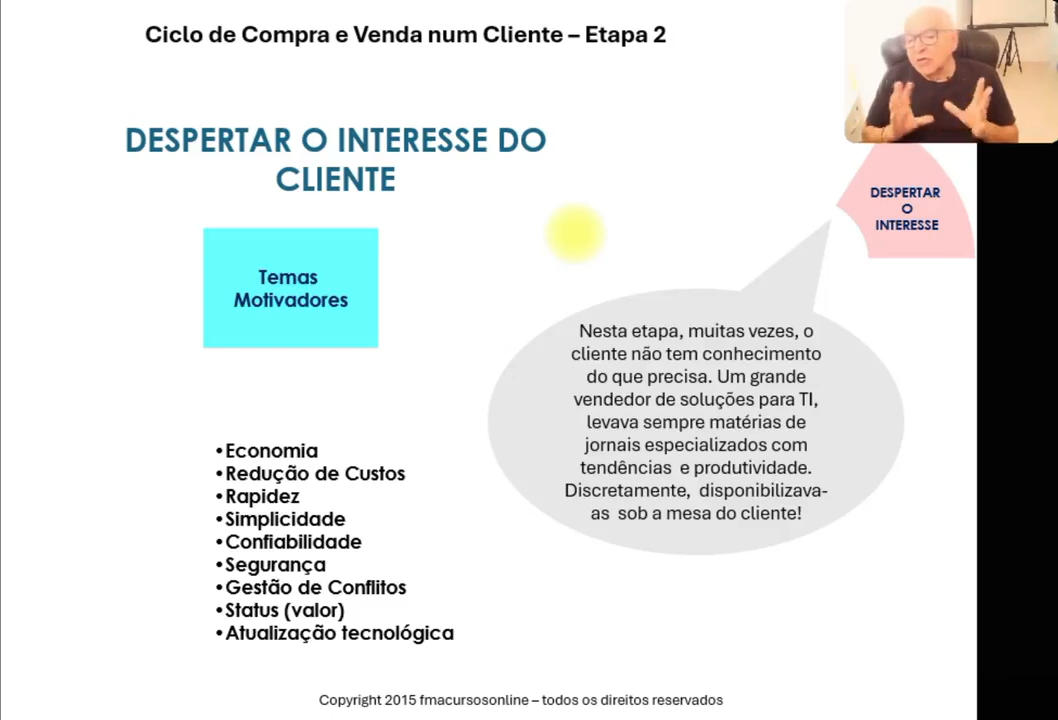 Ciclo de Compra e Venda num Cliente – Etapa 2
DESPERTAR O INTERESSE DO
CLIENTE
DESPERTAR
O
INTERESSE
Temas
Motivadores
Nesta etapa, muitas vezes, o
cliente não tem conhecimento
do que precisa. Um grande
vendedor de soluções para TI,
levava sempre matérias de
jornais especializados com
tendências e produtividade.
Discretamente, disponibilizava-
as sob a mesa do cliente!
•Economia
•Redução de Custos
•Rapidez
•Simplicidade
•Confiabilidade
•Segurança
•Gestão de Conflitos
•Status (valor)
•Atualização tecnológica
Copyright 2015 fmacursosonline – todos os direitos reservados